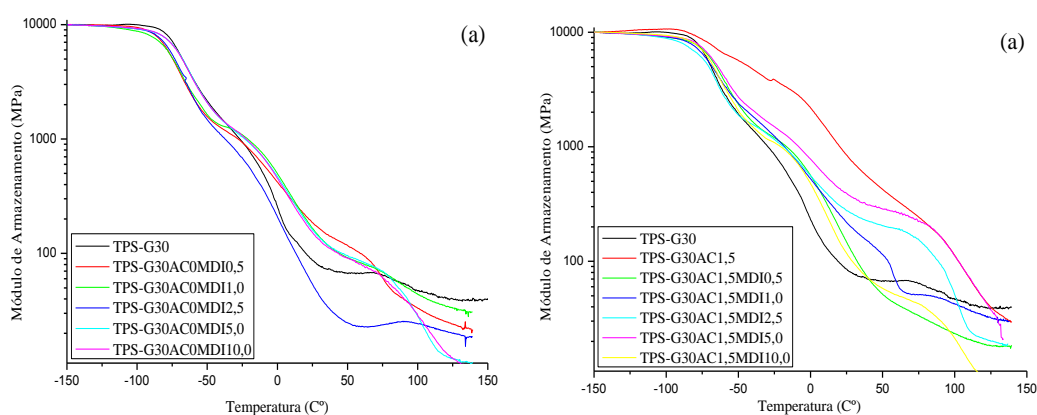 (a)
Módulo de Armazenamento (MPa)
10000
1000
100
TPS-G30
TPS-G30AC0MDI0,5
TPS-G30AC0MDI1,0
TPS-G30AC0MDI2,5
TPS-G30AC0MDI5,0
TPS-G30AC0MDI10,0
-150 -100 -50 0 50 100 150
Temperatura (Cº)
(a)
Módulo de Armazenamento (MPa)
10000
1000
100
TPS-G30
TPS-G30AC1,5
TPS-G30AC1,5MDI0,5
TPS-G30AC1,5MDI1,0
TPS-G30AC1,5MDI2,5
TPS-G30AC1,5MDI5,0
TPS-G30AC1,5MDI10,0
-150 -100 -50 0 50 100 150
Temperatura (Cº)